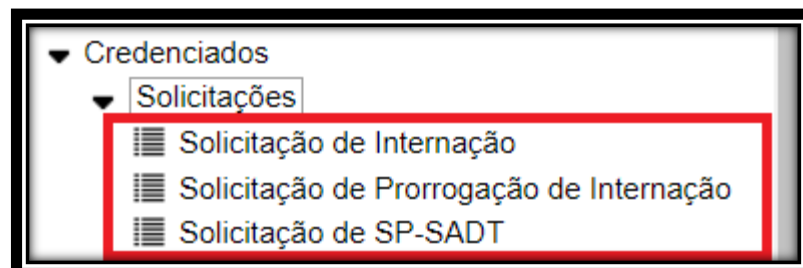 Credenciados
Solicitações
Solicitação de Internação
Solicitação de Prorrogação de Internação
Solicitação de SP-SADT